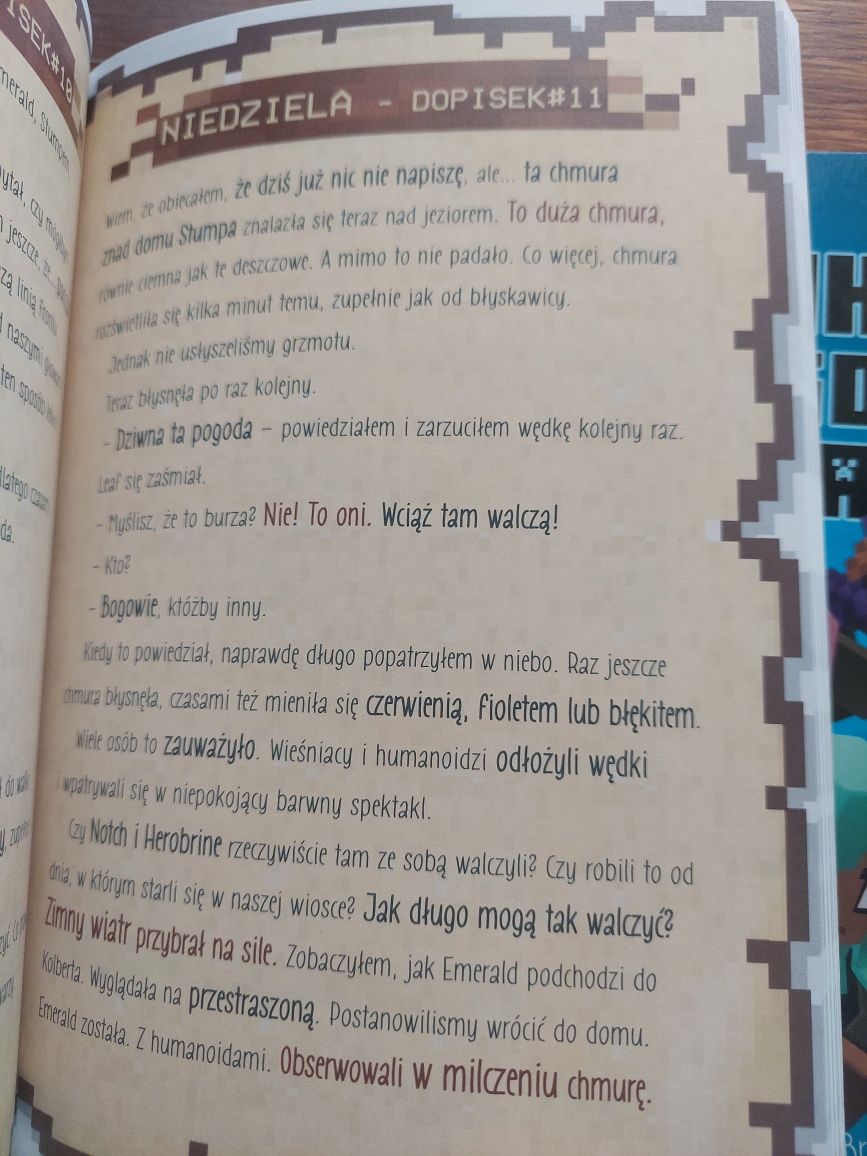 ISEK#10
NIEDZIELA - DOPISEK#11
Wiem, że obiecałem, że dziś już nic nie napiszę, ale... ta chmura
znad domu Stumpa znalazła się teraz nad jeziorem. To duża chmura,
równie ciemna jak te deszczowe. A mimo to nie padało. Co więcej, chmura
rozświetliła się kilka minut temu, zupełnie jak od błyskawicy.
Jednak nie usłyszeliśmy grzmotu.
Teraz błysnęła po raz kolejny.
- Dziwna ta pogoda – powiedziałem i zarzuciłem wędkę kolejny raz.
Leaf się zaśmiał.
- Myślisz, że to burza? Nie! To oni. Wciąż tam walczą!
- Kto?
- Bogowie, któżby inny.
Kiedy to powiedział, naprawdę długo popatrzyłem w niebo. Raz jeszcze
chmura błysnęła, czasami też mieniła się czerwienią, fioletem lub błękitem.
Wiele osób to zauważyło. Wieśniacy i humanoidzi odłożyli wędki
i wpatrywali się w niepokojący barwny spektakl.
Czy Notch i Herobrine rzeczywiście tam ze sobą walczyli? Czy robili to od
dnia, w którym starli się w naszej wiosce? Jak długo mogą tak walczyć?
Zimny wiatr przybrał na sile. Zobaczyłem, jak Emerald podchodzi do
Kolberta. Wyglądała na przestraszoną. Postanowilismy wrócić do domu.
Emerald została. Z humanoidami. Obserwowali w milczeniu chmurę.